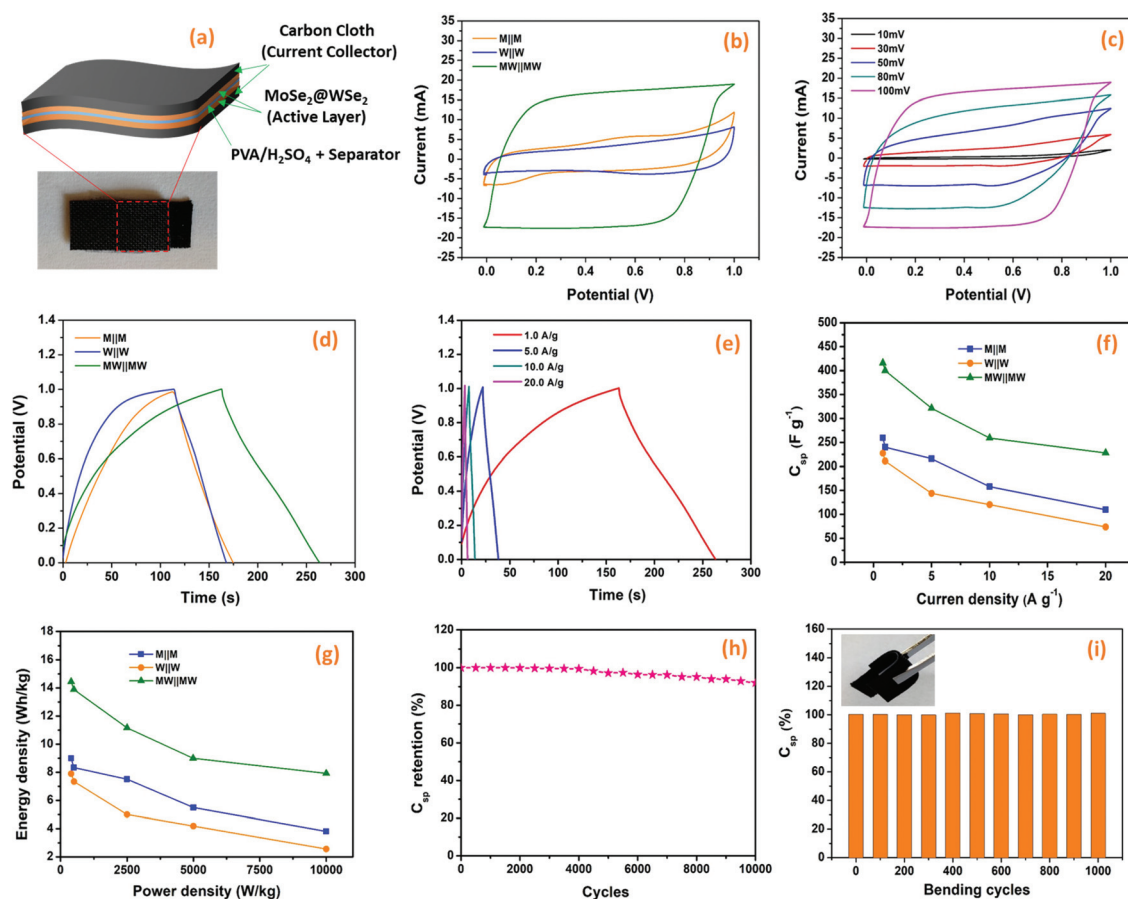 (a)
Carbon Cloth
(Current Collector)
MoSe₂@WSe₂
(Active Layer)
PVA/H₂SO₄ + Separator
(b)
M||M
W||W
MW||MW
Current (mA)
35
30
25
20
15
10
5
0
-5
-10
-15
-20
-25
0.0 0.2 0.4 0.6 0.8 1.0
Potential (V)
(c)
10mV
30mV
50mV
80mV
100mV
Current (mA)
35
30
25
20
15
10
5
0
-5
-10
-15
-20
-25
0.0 0.2 0.4 0.6 0.8 1.0
Potential (V)
(d)
M||M
W||W
MW||MW
Potential (V)
1.4
1.2
1.0
0.8
0.6
0.4
0.2
0.0
0 50 100 150 200 250 300
Time (s)
(e)
1.0 A/g
5.0 A/g
10.0 A/g
20.0 A/g
Potential (V)
1.4
1.2
1.0
0.8
0.6
0.4
0.2
0.0
0 50 100 150 200 250 300
Time (s)
(f)
M||M
W||W
MW||MW
Csp (F g⁻¹)
500
450
400
350
300
250
200
150
100
50
0
0 5 10 15 20
Curren density (A g⁻¹)
(g)
M||M
W||W
MW||MW
Energy density (Wh/kg)
18
16
14
12
10
8
6
4
2
0 2500 5000 7500 10000
Power density (W/kg)
(h)
Csp retention (%)
120
100
80
60
40
20
0
0 2000 4000 6000 8000 10000
Cycles
(i)
Csp (%)
160
140
120
100
80
60
40
20
0
0 200 400 600 800 1000
Bending cycles